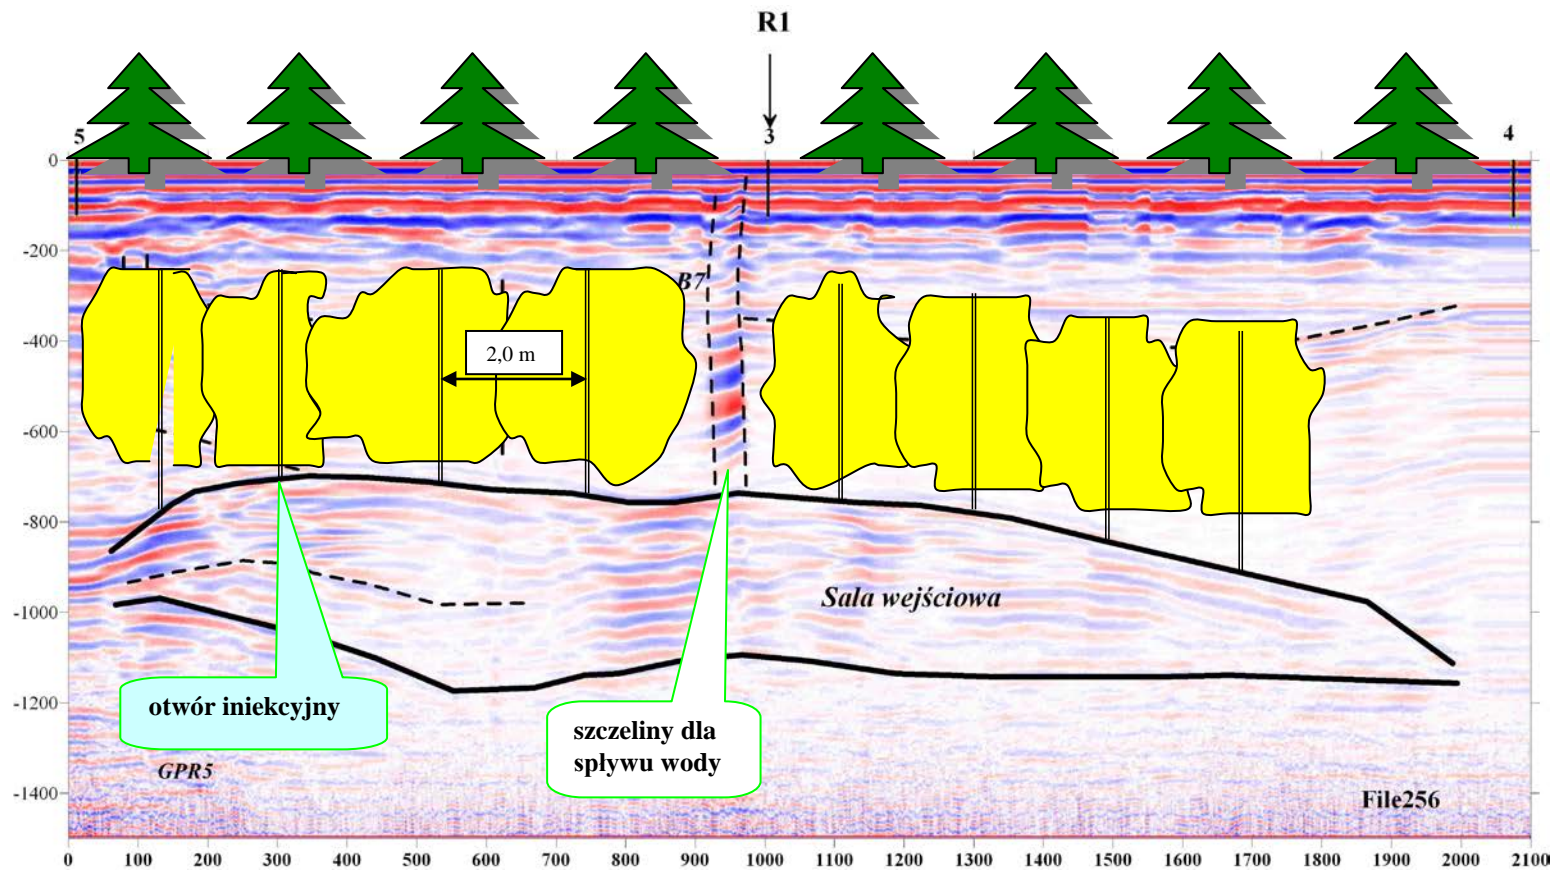 R1
5
3
4
0
-200
B7
-400
2,0 m
-600
-800
Sala wejściowa
-1000
otwór iniekcyjny
-1200
szczeliny dla
spływu wody
GPR5
-1400
File256
0 100 200 300 400 500 600 700 800 900 1000 1100 1200 1300 1400 1500 1600 1700 1800 1900 2000 2100